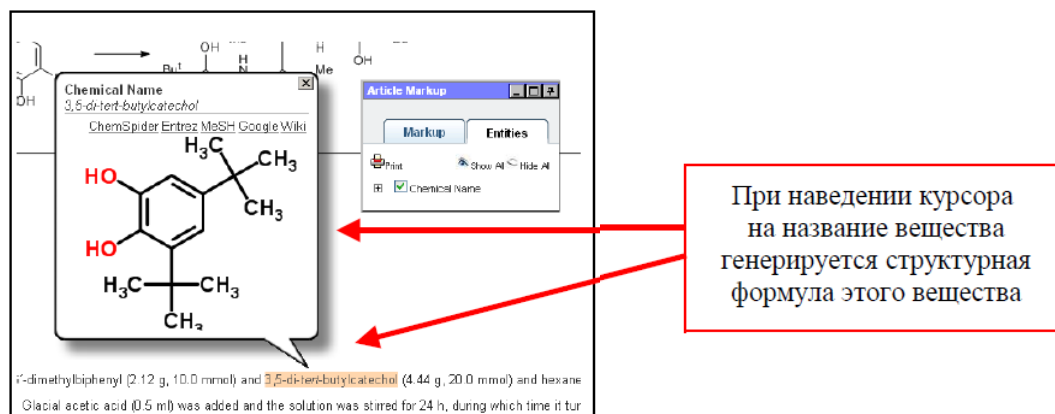 OH
H
N
H
Me
OH
Bu^t
OH
Chemical Name
3,5-di-tert-butylcatechol
ChemSpider Entrez MeSH Google Wiki
H3C
CH3
HO
CH3
HO
H3C
CH3
CH3
Article Markup
Markup
Entities
Print
Show All
Hide All
Chemical Name
При наведении курсора
на название вещества
генерируется структурная
формула этого вещества
-dimethylbiphenyl (2.12 g, 10.0 mmol) and 3,5-di-tert-butylcatechol (4.44 g, 20.0 mmol) and hexane
Glacial acetic acid (0.5 ml) was added and the solution was stirred for 24 h, during which time it tur